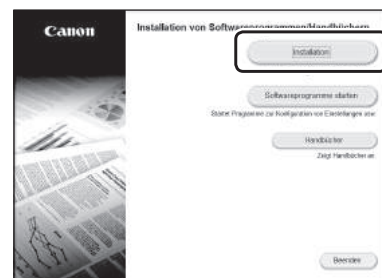 Canon
Installation von Softwareprogrammen/Handbüchern
Installation
Softwareprogramme starten
Startet Programme zur Konfiguration von Einstellungen usw.
Handbücher
Zeigt Handbücher an
Beenden